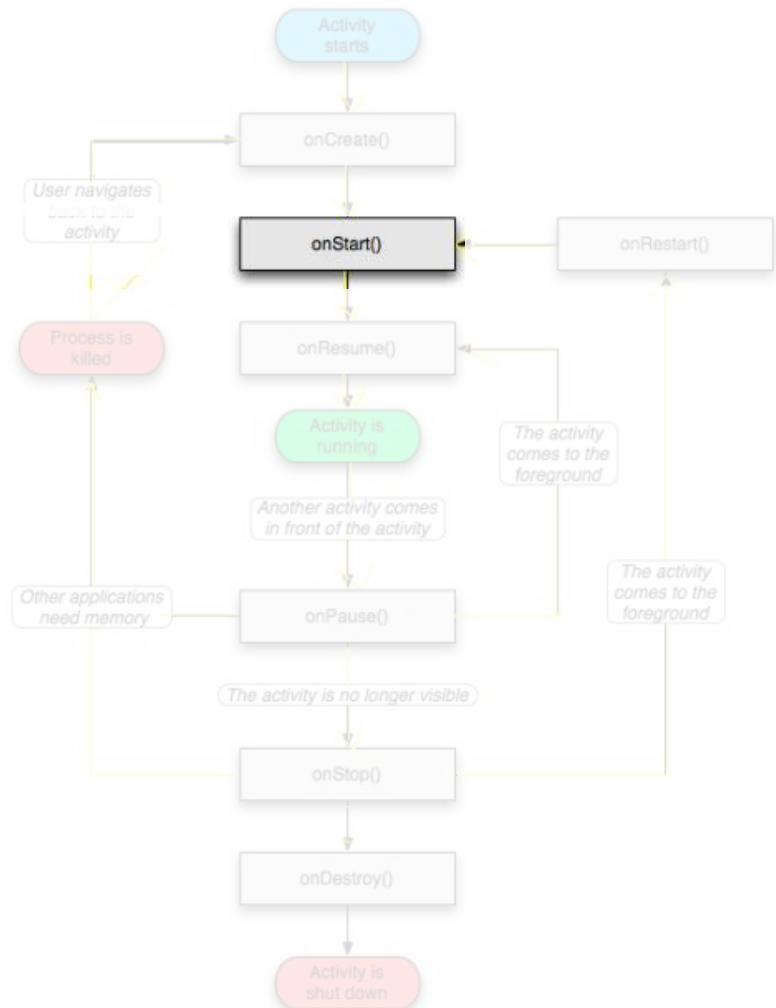 Activity
starts
onCreate()
User navigates
back to the
activity
onStart()
onRestart()
Process is
killed
onResume()
Activity is
running
The activity
comes to the
foreground
Another activity comes
in front of the activity
Other applications
need memory
onPause()
The activity
comes to the
foreground
The activity is no longer visible
onStop()
onDestroy()
Activity is
shut down